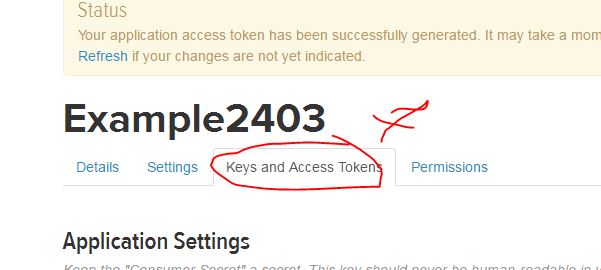 Status
Your application access token has been successfully generated. It may take a mom
Refresh if your changes are not yet indicated.
Example2403
7
Details Settings Keys and Access Tokens Permissions
Application Settings
Keep the "Consumer Secret" a secret. This key should never be human-readable in y